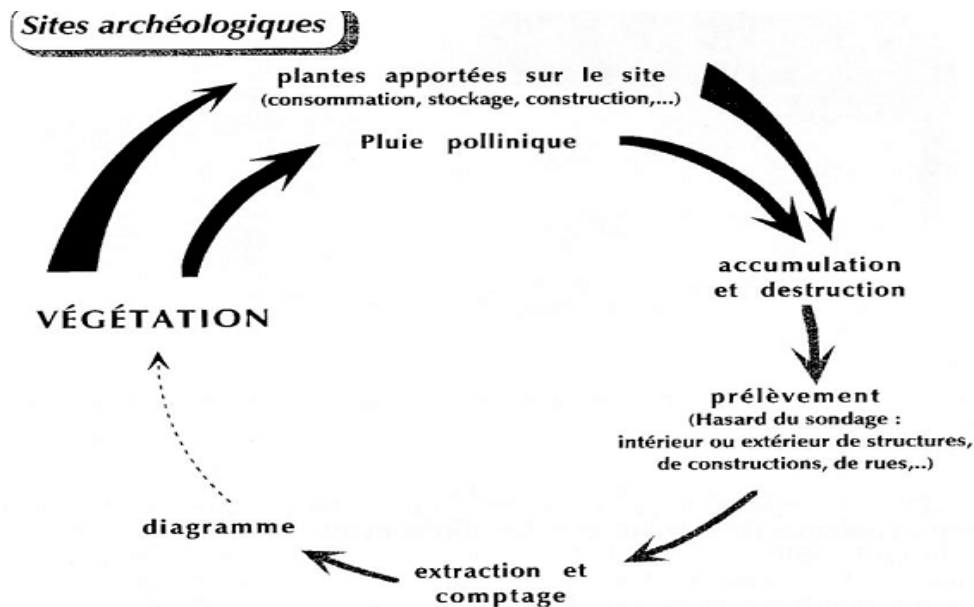 Sites archéologiques
plantes apportées sur le site
(consommation, stockage, construction,...)
Pluie pollinique
accumulation
et destruction
VÉGÉTATION
prélèvement
(Hasard du sondage :
intérieur ou extérieur de structures,
de constructions, de rues,..)
diagramme
extraction et
comptage